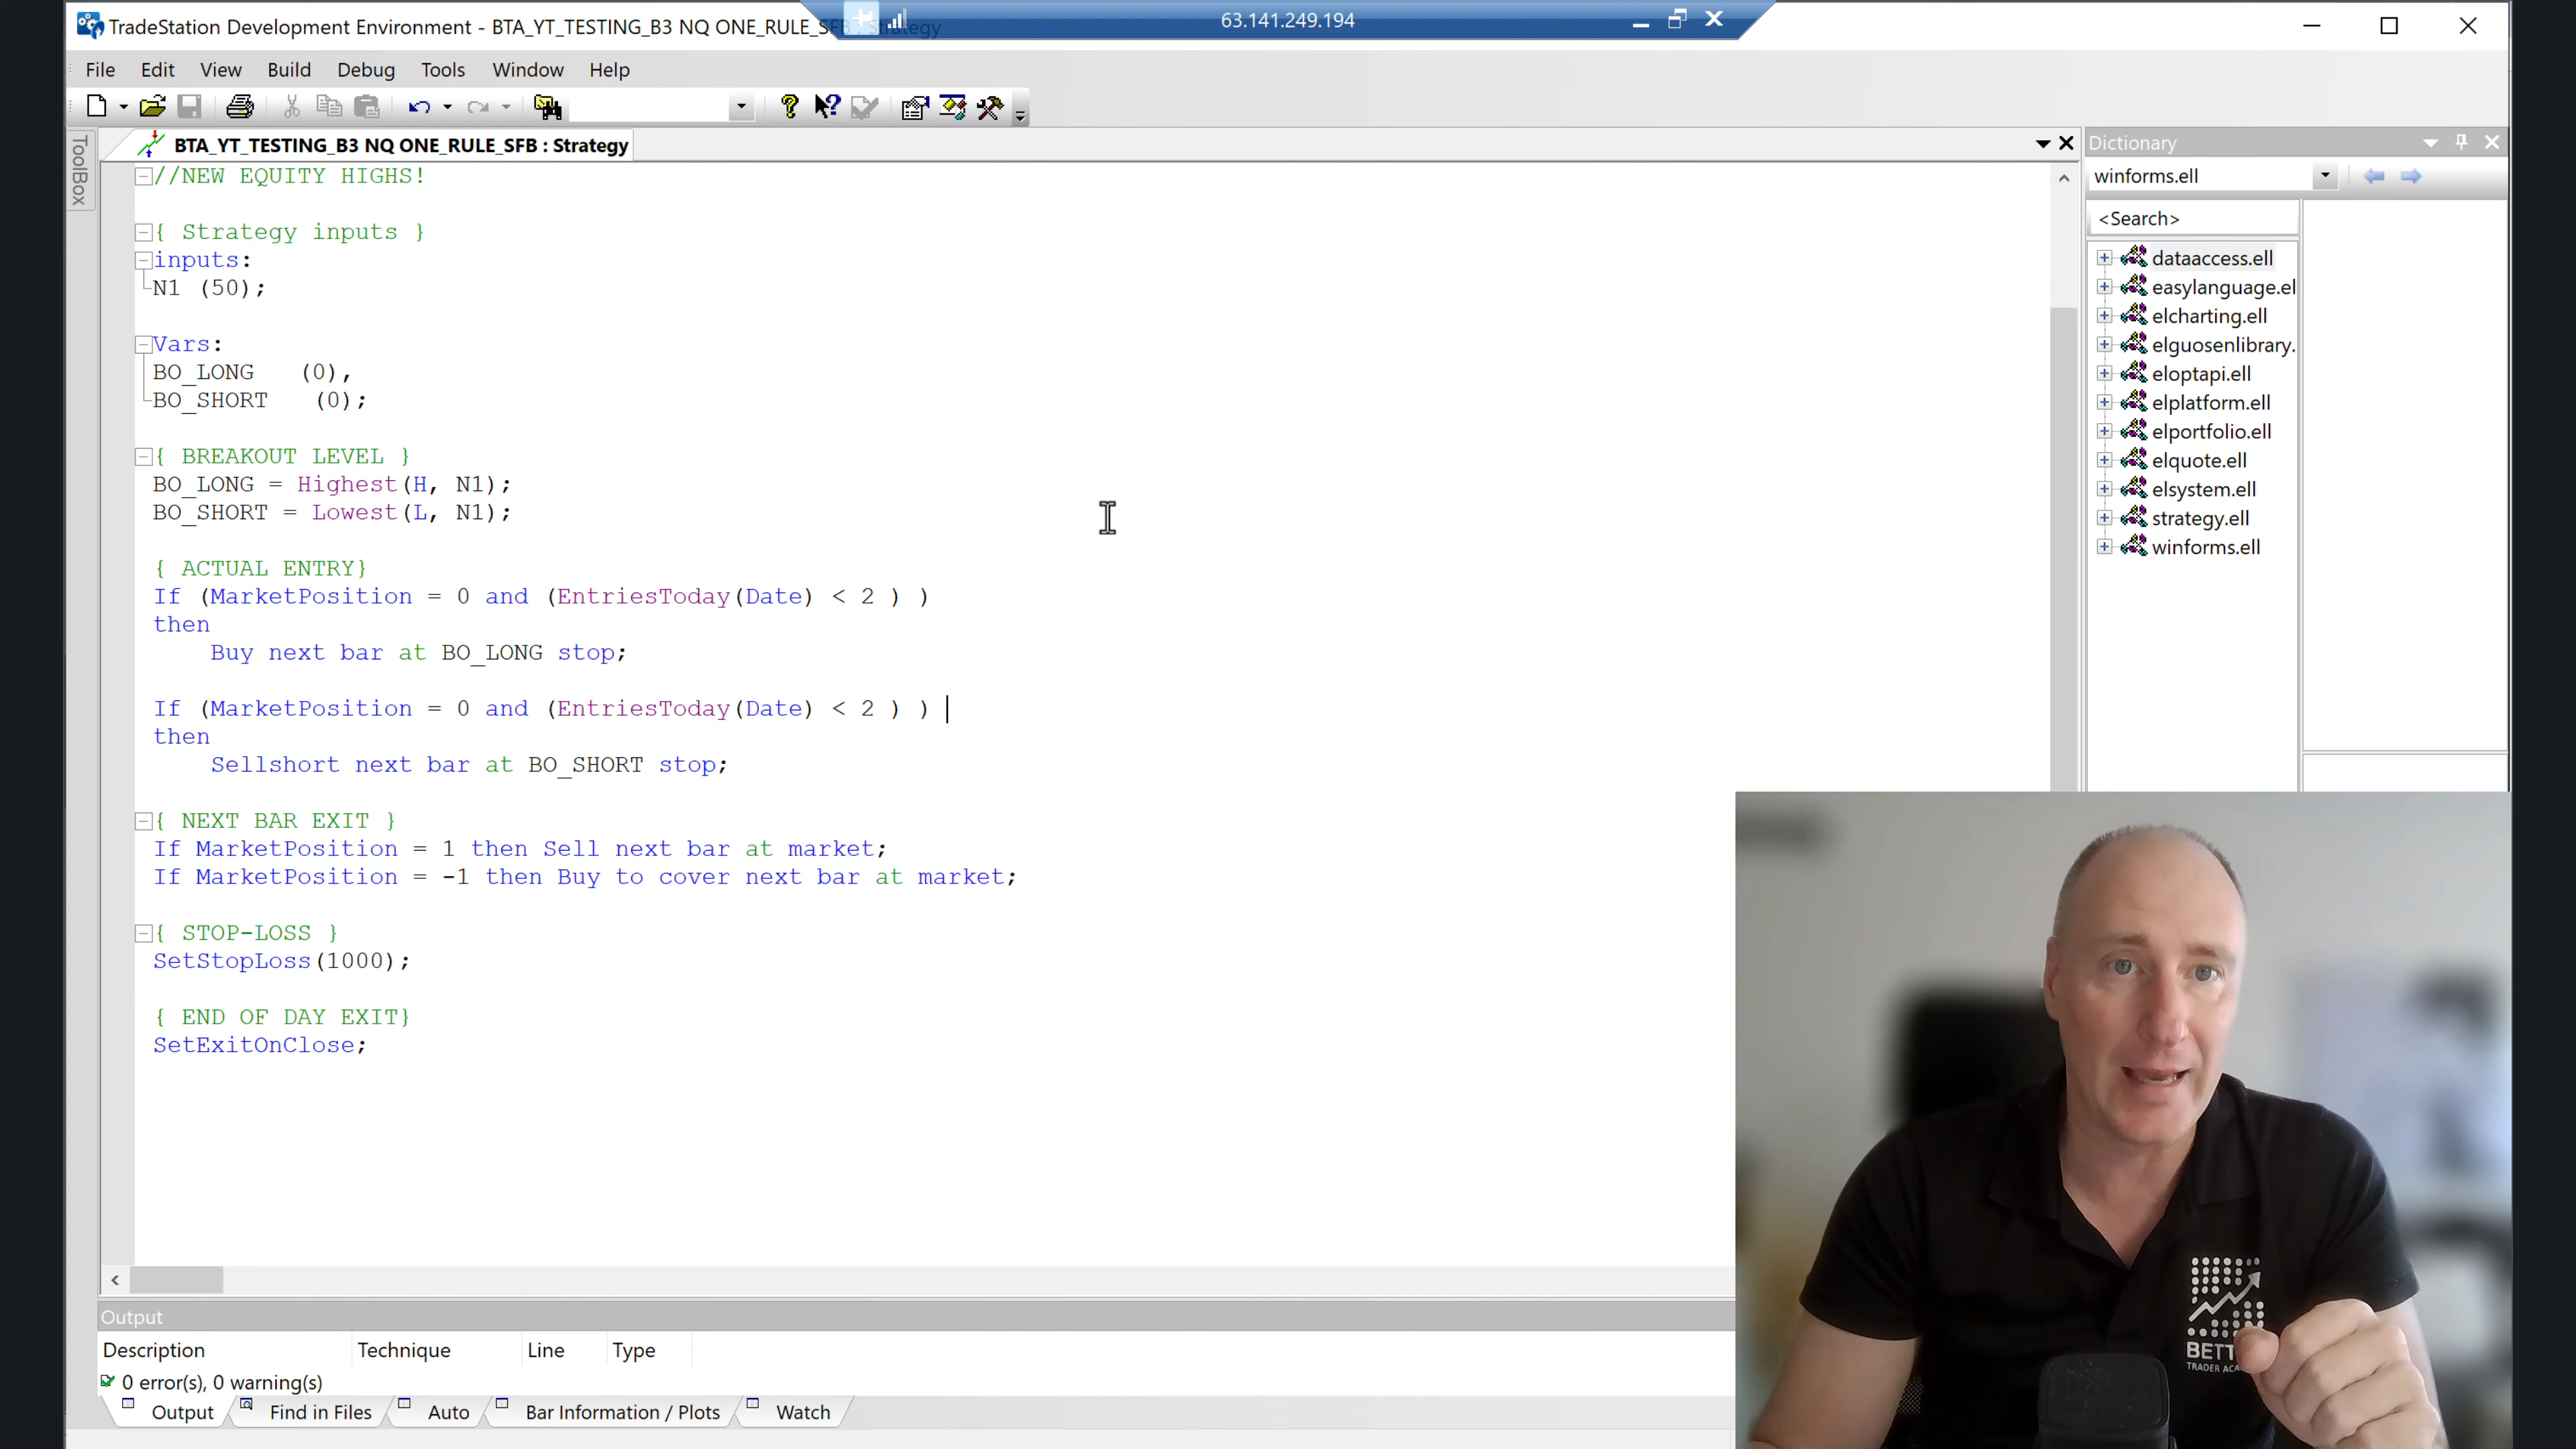 TradeStation Development Environment - BTA_YT_TESTING_B3 NQ ONE_RULE_SFB : Strategy
63.141.249.194
File Edit View Build Debug Tools Window Help
ToolBox
BTA_YT_TESTING_B3 NQ ONE_RULE_SFB : Strategy
//NEW EQUITY HIGHS!
{ Strategy inputs }
inputs:
N1 (50);
Vars:
BO_LONG (0),
BO_SHORT (0);
{ BREAKOUT LEVEL }
BO_LONG = Highest(H, N1);
BO_SHORT = Lowest(L, N1);
{ ACTUAL ENTRY}
If (MarketPosition = 0 and (EntriesToday(Date) < 2 ) )
then
Buy next bar at BO_LONG stop;
If (MarketPosition = 0 and (EntriesToday(Date) < 2 ) )
then
Sellshort next bar at BO_SHORT stop;
{ NEXT BAR EXIT }
If MarketPosition = 1 then Sell next bar at market;
If MarketPosition = -1 then Buy to cover next bar at market;
{ STOP-LOSS }
SetStopLoss(1000);
{ END OF DAY EXIT}
SetExitOnClose;
Dictionary
winforms.ell
<Search>
dataaccess.ell
easylanguage.el
elcharting.ell
elguosenlibrary.
eloptapi.ell
elplatform.ell
elportfolio.ell
elquote.ell
elsystem.ell
strategy.ell
winforms.ell
Output
Description Technique Line Type
0 error(s), 0 warning(s)
Output Find in Files Auto Bar Information / Plots Watch
BETT
TRADER ACA